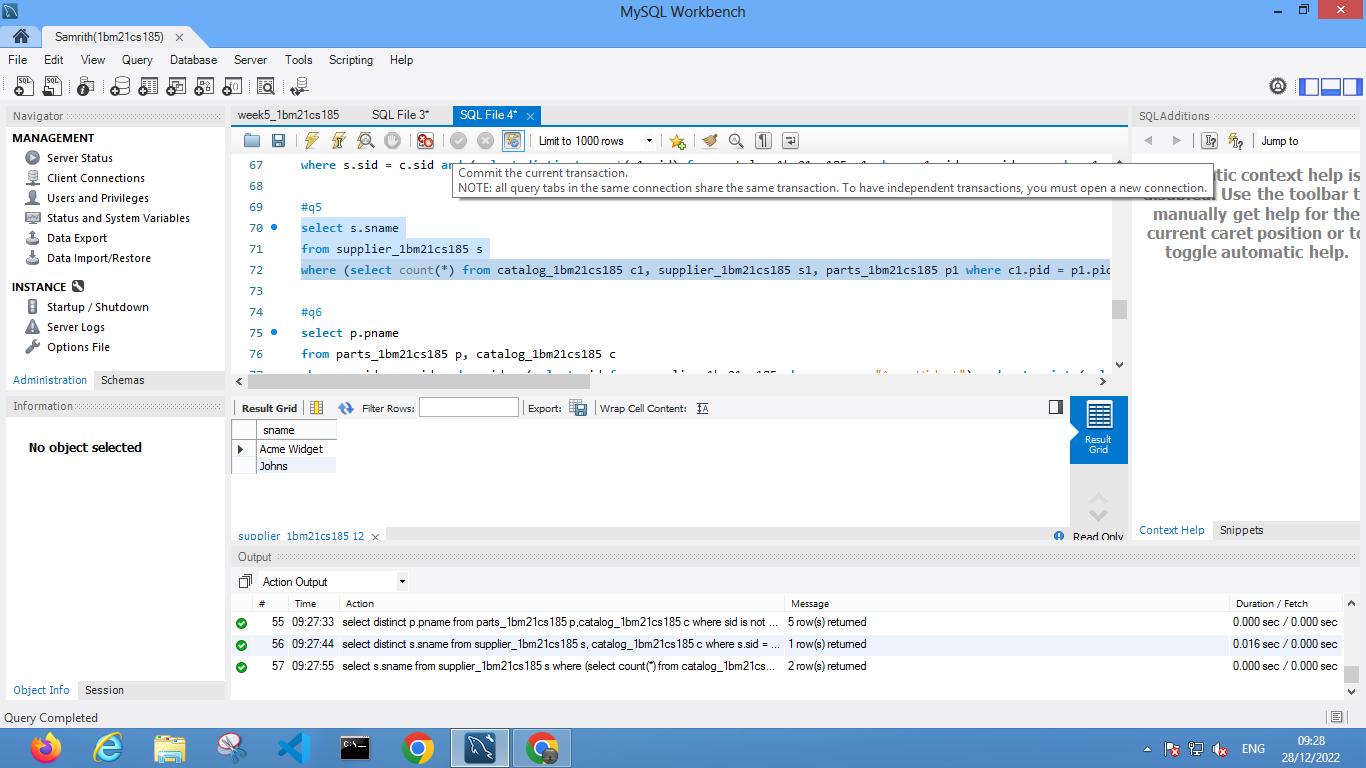 MySQL Workbench
Samrith(1bm21cs185)
File Edit View Query Database Server Tools Scripting Help
Navigator
MANAGEMENT
Server Status
Client Connections
Users and Privileges
Status and System Variables
Data Export
Data Import/Restore
INSTANCE
Startup / Shutdown
Server Logs
Options File
Administration Schemas
Information
No object selected
Object Info Session
Query Completed
week5_1bm21cs185 SQL File 3* SQL File 4*
Limit to 1000 rows
67 where s.sid = c.sid and
Commit the current transaction.
NOTE: all query tabs in the same connection share the same transaction. To have independent transactions, you must open a new connection.
68
69 #q5
70 select s.sname
71 from supplier_1bm21cs185 s
72 where (select count(*) from catalog_1bm21cs185 c1, supplier_1bm21cs185 s1, parts_1bm21cs185 p1 where c1.pid = p1.pid
73
74 #q6
75 select p.pname
76 from parts_1bm21cs185 p, catalog_1bm21cs185 c
Result Grid Filter Rows: Export: Wrap Cell Content:
sname
Acme Widget
Johns
Result
Grid
supplier_1bm21cs185 12
Read Only
SQLAdditions
Jump to
tic context help is
Use the toolbar t
manually get help for the
current caret position or to
toggle automatic help.
Context Help Snippets
Output
Action Output
# Time Action Message Duration / Fetch
55 09:27:33 select distinct p.pname from parts_1bm21cs185 p,catalog_1bm21cs185 c where sid is not ... 5 row(s) returned 0.000 sec / 0.000 sec
56 09:27:44 select distinct s.sname from supplier_1bm21cs185 s, catalog_1bm21cs185 c where s.sid = ... 1 row(s) returned 0.016 sec / 0.000 sec
57 09:27:55 select s.sname from supplier_1bm21cs185 s where (select count(*) from catalog_1bm21cs... 2 row(s) returned 0.000 sec / 0.000 sec
ENG
09:28
28/12/2022